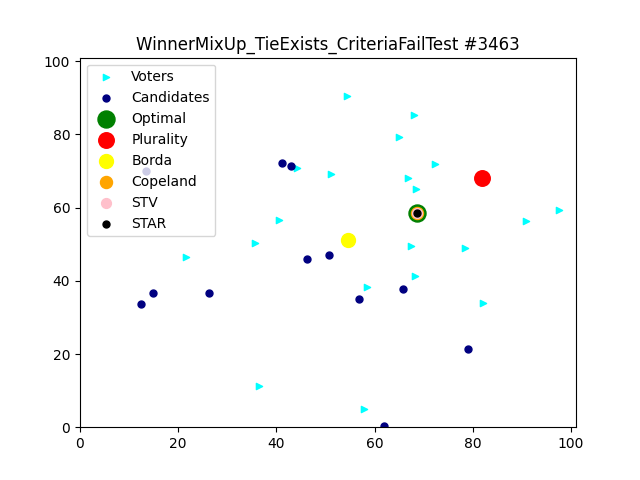 WinnerMixUp_TieExists_CriteriaFailTest #3463
100
80
60
40
20
0
0 20 40 60 80 100
Voters
Candidates
Optimal
Plurality
Borda
Copeland
STV
STAR